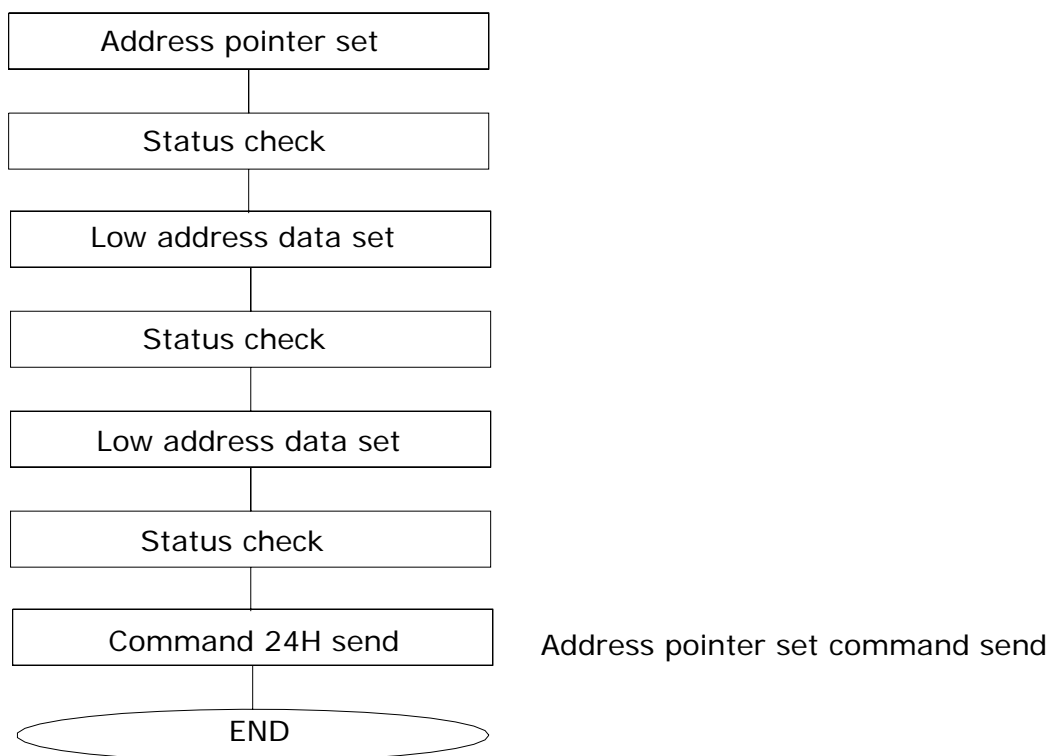 Address pointer set
Status check
Low address data set
Status check
Low address data set
Status check
Command 24H send
Address pointer set command send
END